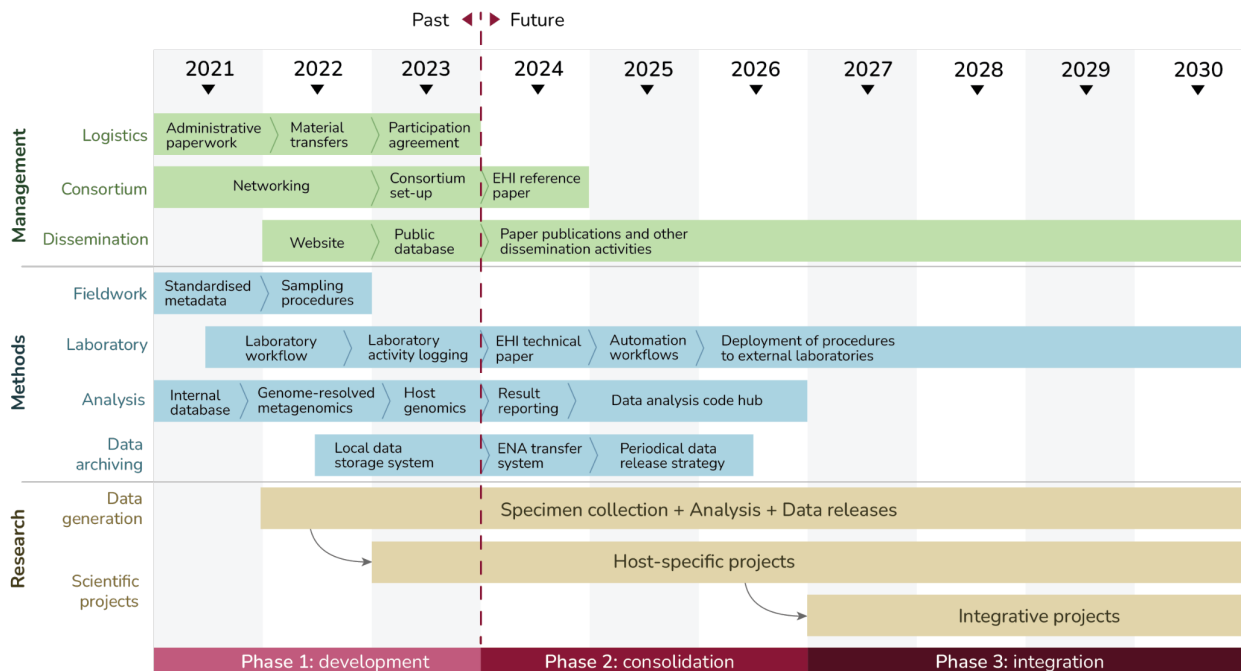 Past Future
2021 2022 2023 2024 2025 2026 2027 2028 2029 2030
Management
Logistics
Administrative
paperwork
Material
transfers
Participation
agreement
Consortium
Networking
Consortium
set-up
EHI reference
paper
Dissemination
Website
Public
database
Paper publications and other
dissemination activities
Methods
Fieldwork
Standardised
metadata
Sampling
procedures
Laboratory
Laboratory
workflow
Laboratory
activity logging
EHI technical
paper
Automation
workflows
Deployment of procedures
to external laboratories
Analysis
Internal
database
Genome-resolved
metagenomics
Host
genomics
Result
reporting
Data analysis code hub
Data
archiving
Local data
storage system
ENA transfer
system
Periodical data
release strategy
Research
Data
generation
Specimen collection + Analysis + Data releases
Scientific
projects
Host-specific projects
Integrative projects
Phase 1: development
Phase 2: consolidation
Phase 3: integration